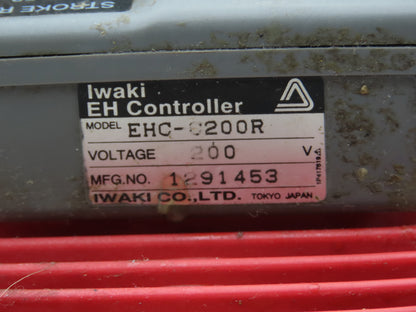 STROKE
Iwaki
EH Controller
MODEL EHC-C200R
VOLTAGE 200 V
MFG.NO. 1291453
IWAKI CO.,LTD. TOKYO JAPAN